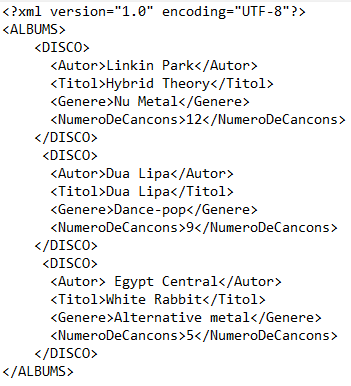 <?xml version="1.0" encoding="UTF-8"?>
<ALBUMS>
    <DISCO>
      <Autor>Linkin Park</Autor>
      <Titol>Hybrid Theory</Titol>
      <Genere>Nu Metal</Genere>
      <NumeroDeCancons>12</NumeroDeCancons>
    </DISCO>
     <DISCO>
      <Autor>Dua Lipa</Autor>
      <Titol>Dua Lipa</Titol>
      <Genere>Dance-pop</Genere>
      <NumeroDeCancons>9</NumeroDeCancons>
    </DISCO>
     <DISCO>
      <Autor> Egypt Central</Autor>
      <Titol>White Rabbit</Titol>
      <Genere>Alternative metal</Genere>
      <NumeroDeCancons>5</NumeroDeCancons>
     </DISCO>
</ALBUMS>